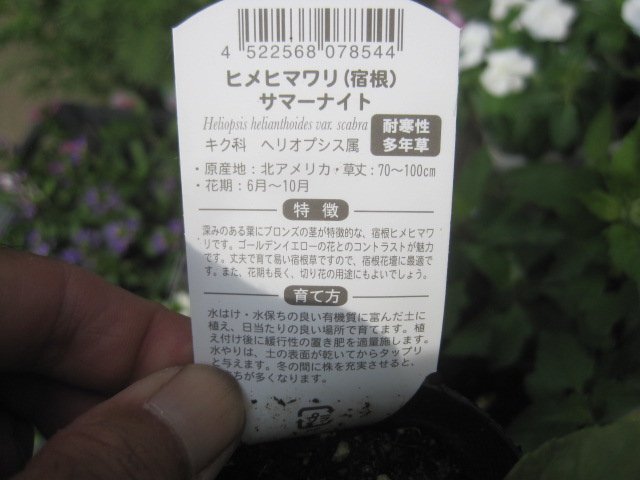 4 522568 078544
ヒメヒマワリ(宿根)
サマーナイト
Heliopsis helianthoides var. scabra
耐寒性
多年草
キク科 ヘリオプシス属
・原産地:北アメリカ・草丈:70〜100cm
・花期:6月〜10月
特徴
深みのある葉にブロンズの茎が特徴的な、宿根ヒメヒマワ
リです。ゴールデンイエローの花とのコントラストが魅力
です。丈夫で育て易い宿根草ですので、宿根花壇に最適で
す。また、花期も長く、切り花の用途にもよいでしょう。
育て方
水はけ・水保ちの良い有機質に富んだ土に
植え、日当たりの良い場所で育てます。植
え付け後に緩行性の置き肥を適量施します。
水やりは、土の表面が乾いてからタップリ
と与えます。冬の間に株を充実させると、
ちが多くなります。